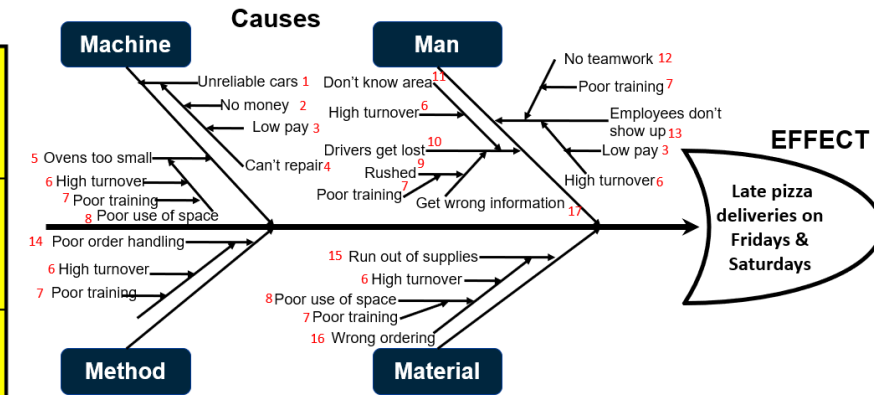 Causes
Machine
Man
Unreliable cars 1
No money 2
Low pay 3
Can't repair 4
5 Ovens too small
6 High turnover
7 Poor training
8 Poor use of space
Don't know area 11
High turnover 6
Drivers get lost 10
Rushed 9
Poor training 7
Get wrong information
17
No teamwork 12
Poor training 7
Employees don't
show up 13
Low pay 3
High turnover 6
EFFECT
Late pizza
deliveries on
Fridays &
Saturdays
14 Poor order handling
6 High turnover
7 Poor training
15 Run out of supplies
6 High turnover
8 Poor use of space
7 Poor training
16 Wrong ordering
Method
Material